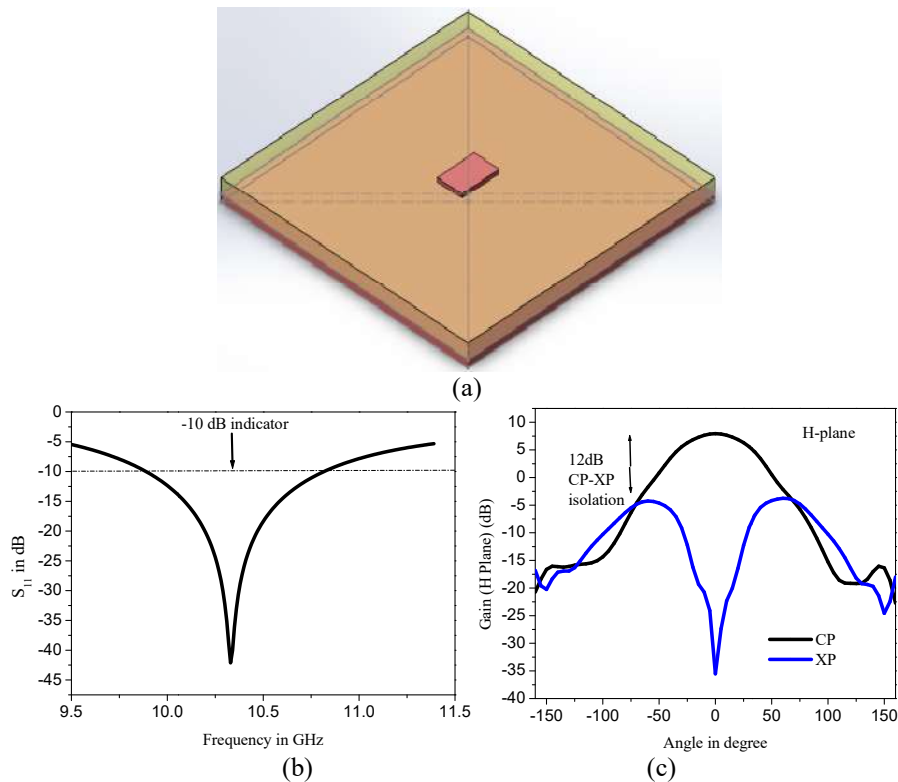 (a)
0
-5
-10
-15
-20
-25
-30
-35
-40
-45
S11 in dB
-10 dB indicator
9.5 10.0 10.5 11.0 11.5
Frequency in GHz
(b)
10
5
0
-5
-10
-15
-20
-25
-30
-35
-40
Gain (H Plane) (dB)
H-plane
12dB
CP-XP
isolation
CP
XP
-150 -100 -50 0 50 100 150
Angle in degree
(c)